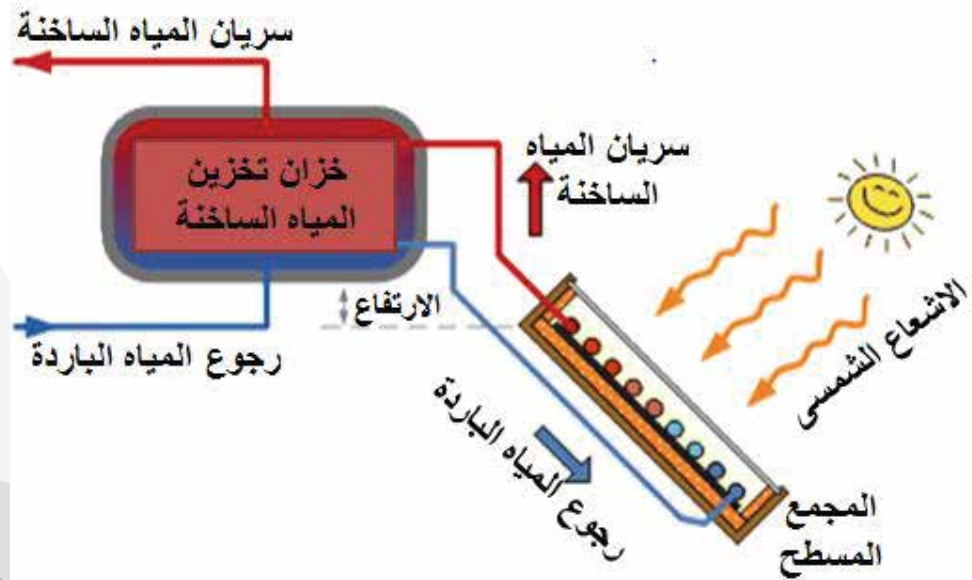 سريان المياه الساخنة
خزان تخزين
المياه الساخنة
سريان المياه
الساخنة
الاشعاع الشمسى
الارتفاع
رجوع المياه الباردة
رجوع المياه الباردة
المجمع
المسطح